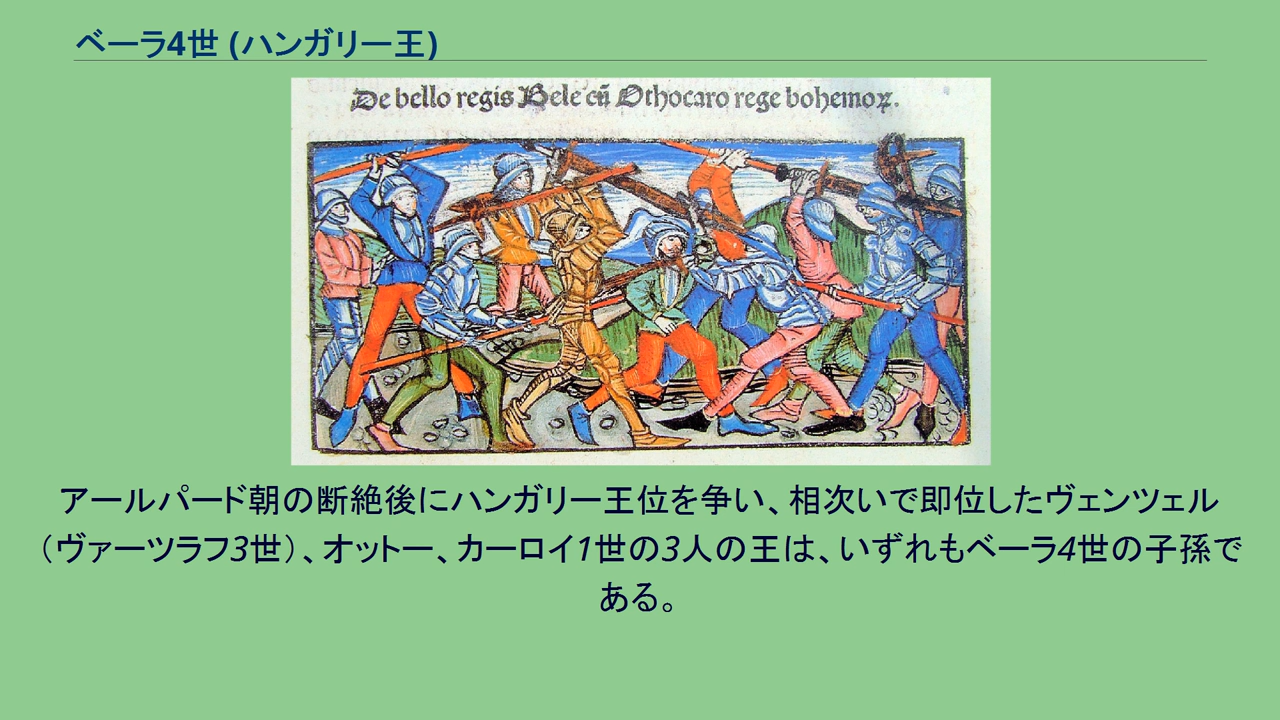 ベーラ4世 (ハンガリー王)
De bello regis Bele cū Othocaro rege bohemoꝝ.
アールパード朝の断絶後にハンガリー王位を争い、相次いで即位したヴェンツェル
（ヴァーツラフ3世）、オットー、カーロイ1世の3人の王は、いずれもベーラ4世の子孫で
ある。